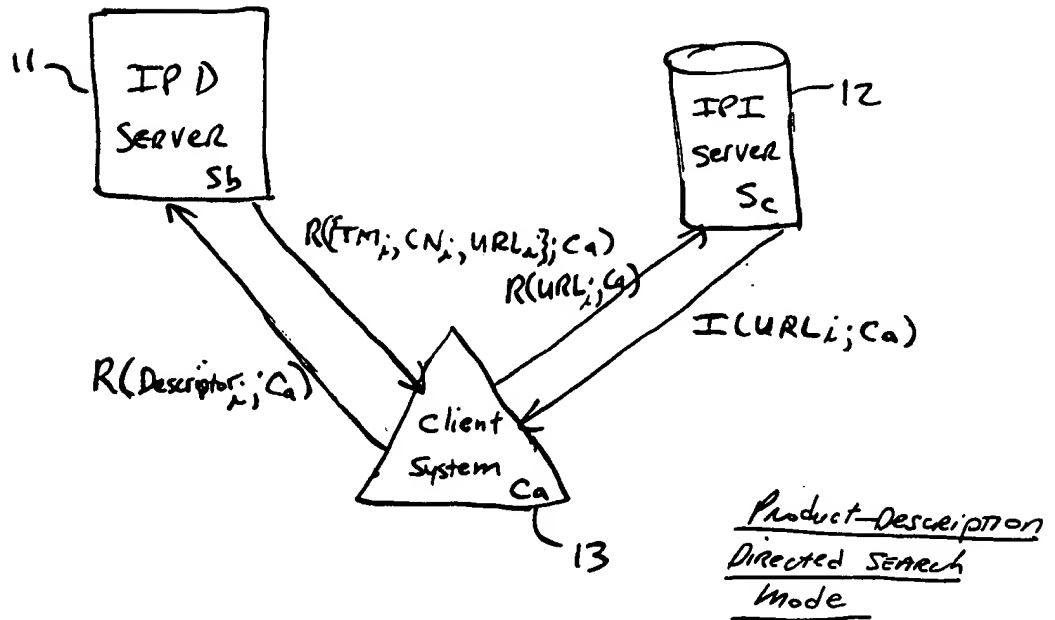 11
IPD
SERVER
Sb
IPI
Server
Sc
12
R({TMi, CNi, URLi}; Ca)
R(URLi; Ca)
I(URLi; Ca)
R(Descriptori; Ca)
Client
System
Ca
13
Product-Description
Directed SEARch
Mode